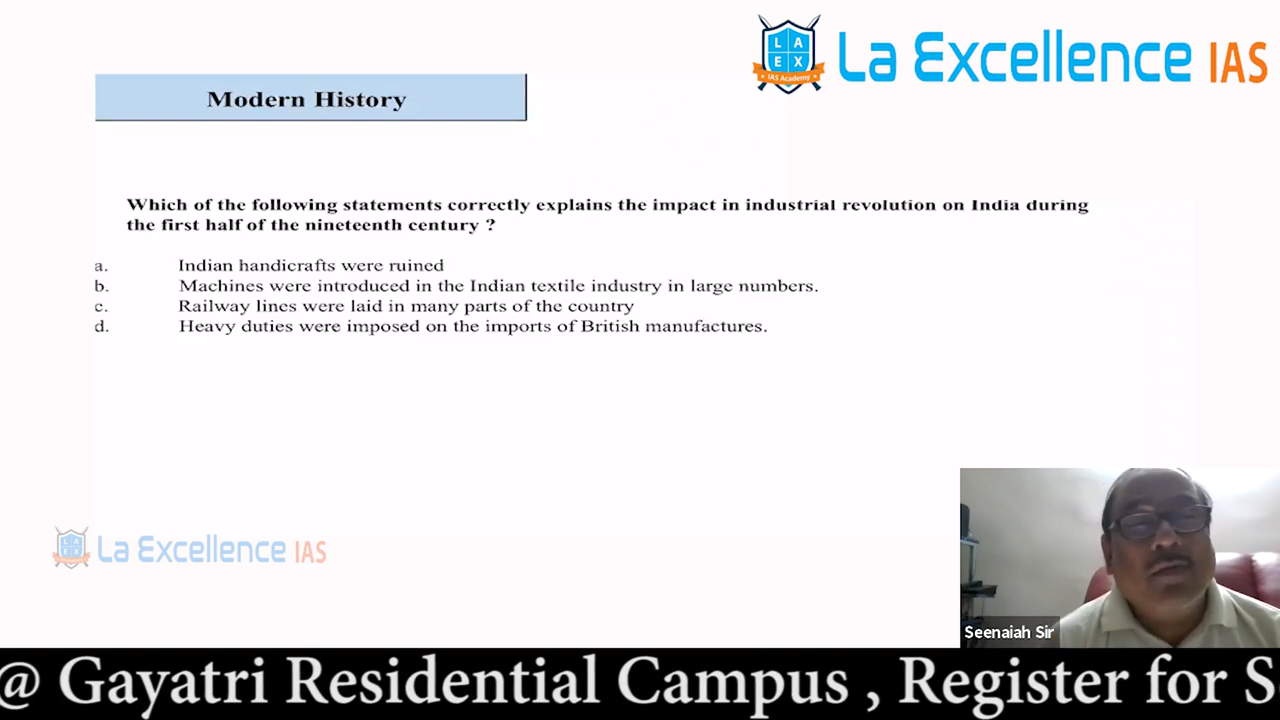 L A
E X
IAS Academy
La Excellence IAS
Modern History
Which of the following statements correctly explains the impact in industrial revolution on India during
the first half of the nineteenth century ?
a. Indian handicrafts were ruined
b. Machines were introduced in the Indian textile industry in large numbers.
c. Railway lines were laid in many parts of the country
d. Heavy duties were imposed on the imports of British manufactures.
L A
E X
La Excellence IAS
Seenaiah Sir
@ Gayatri Residential Campus , Register for S